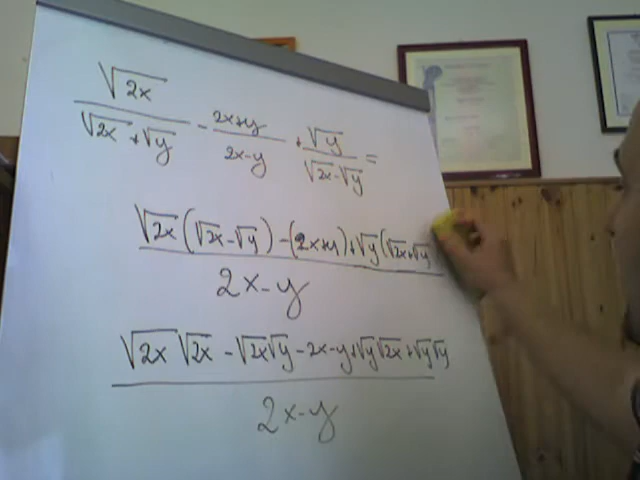 √2x / (√2x + √y) - (2x+y) / (2x-y) + √y / (√2x - √y) =
√2x (√2x - √y) - (2x+y) + √y (√2x + √y
2x - y
√2x √2x - √2x√y - 2x - y + √y√2x + √y√y
2x - y